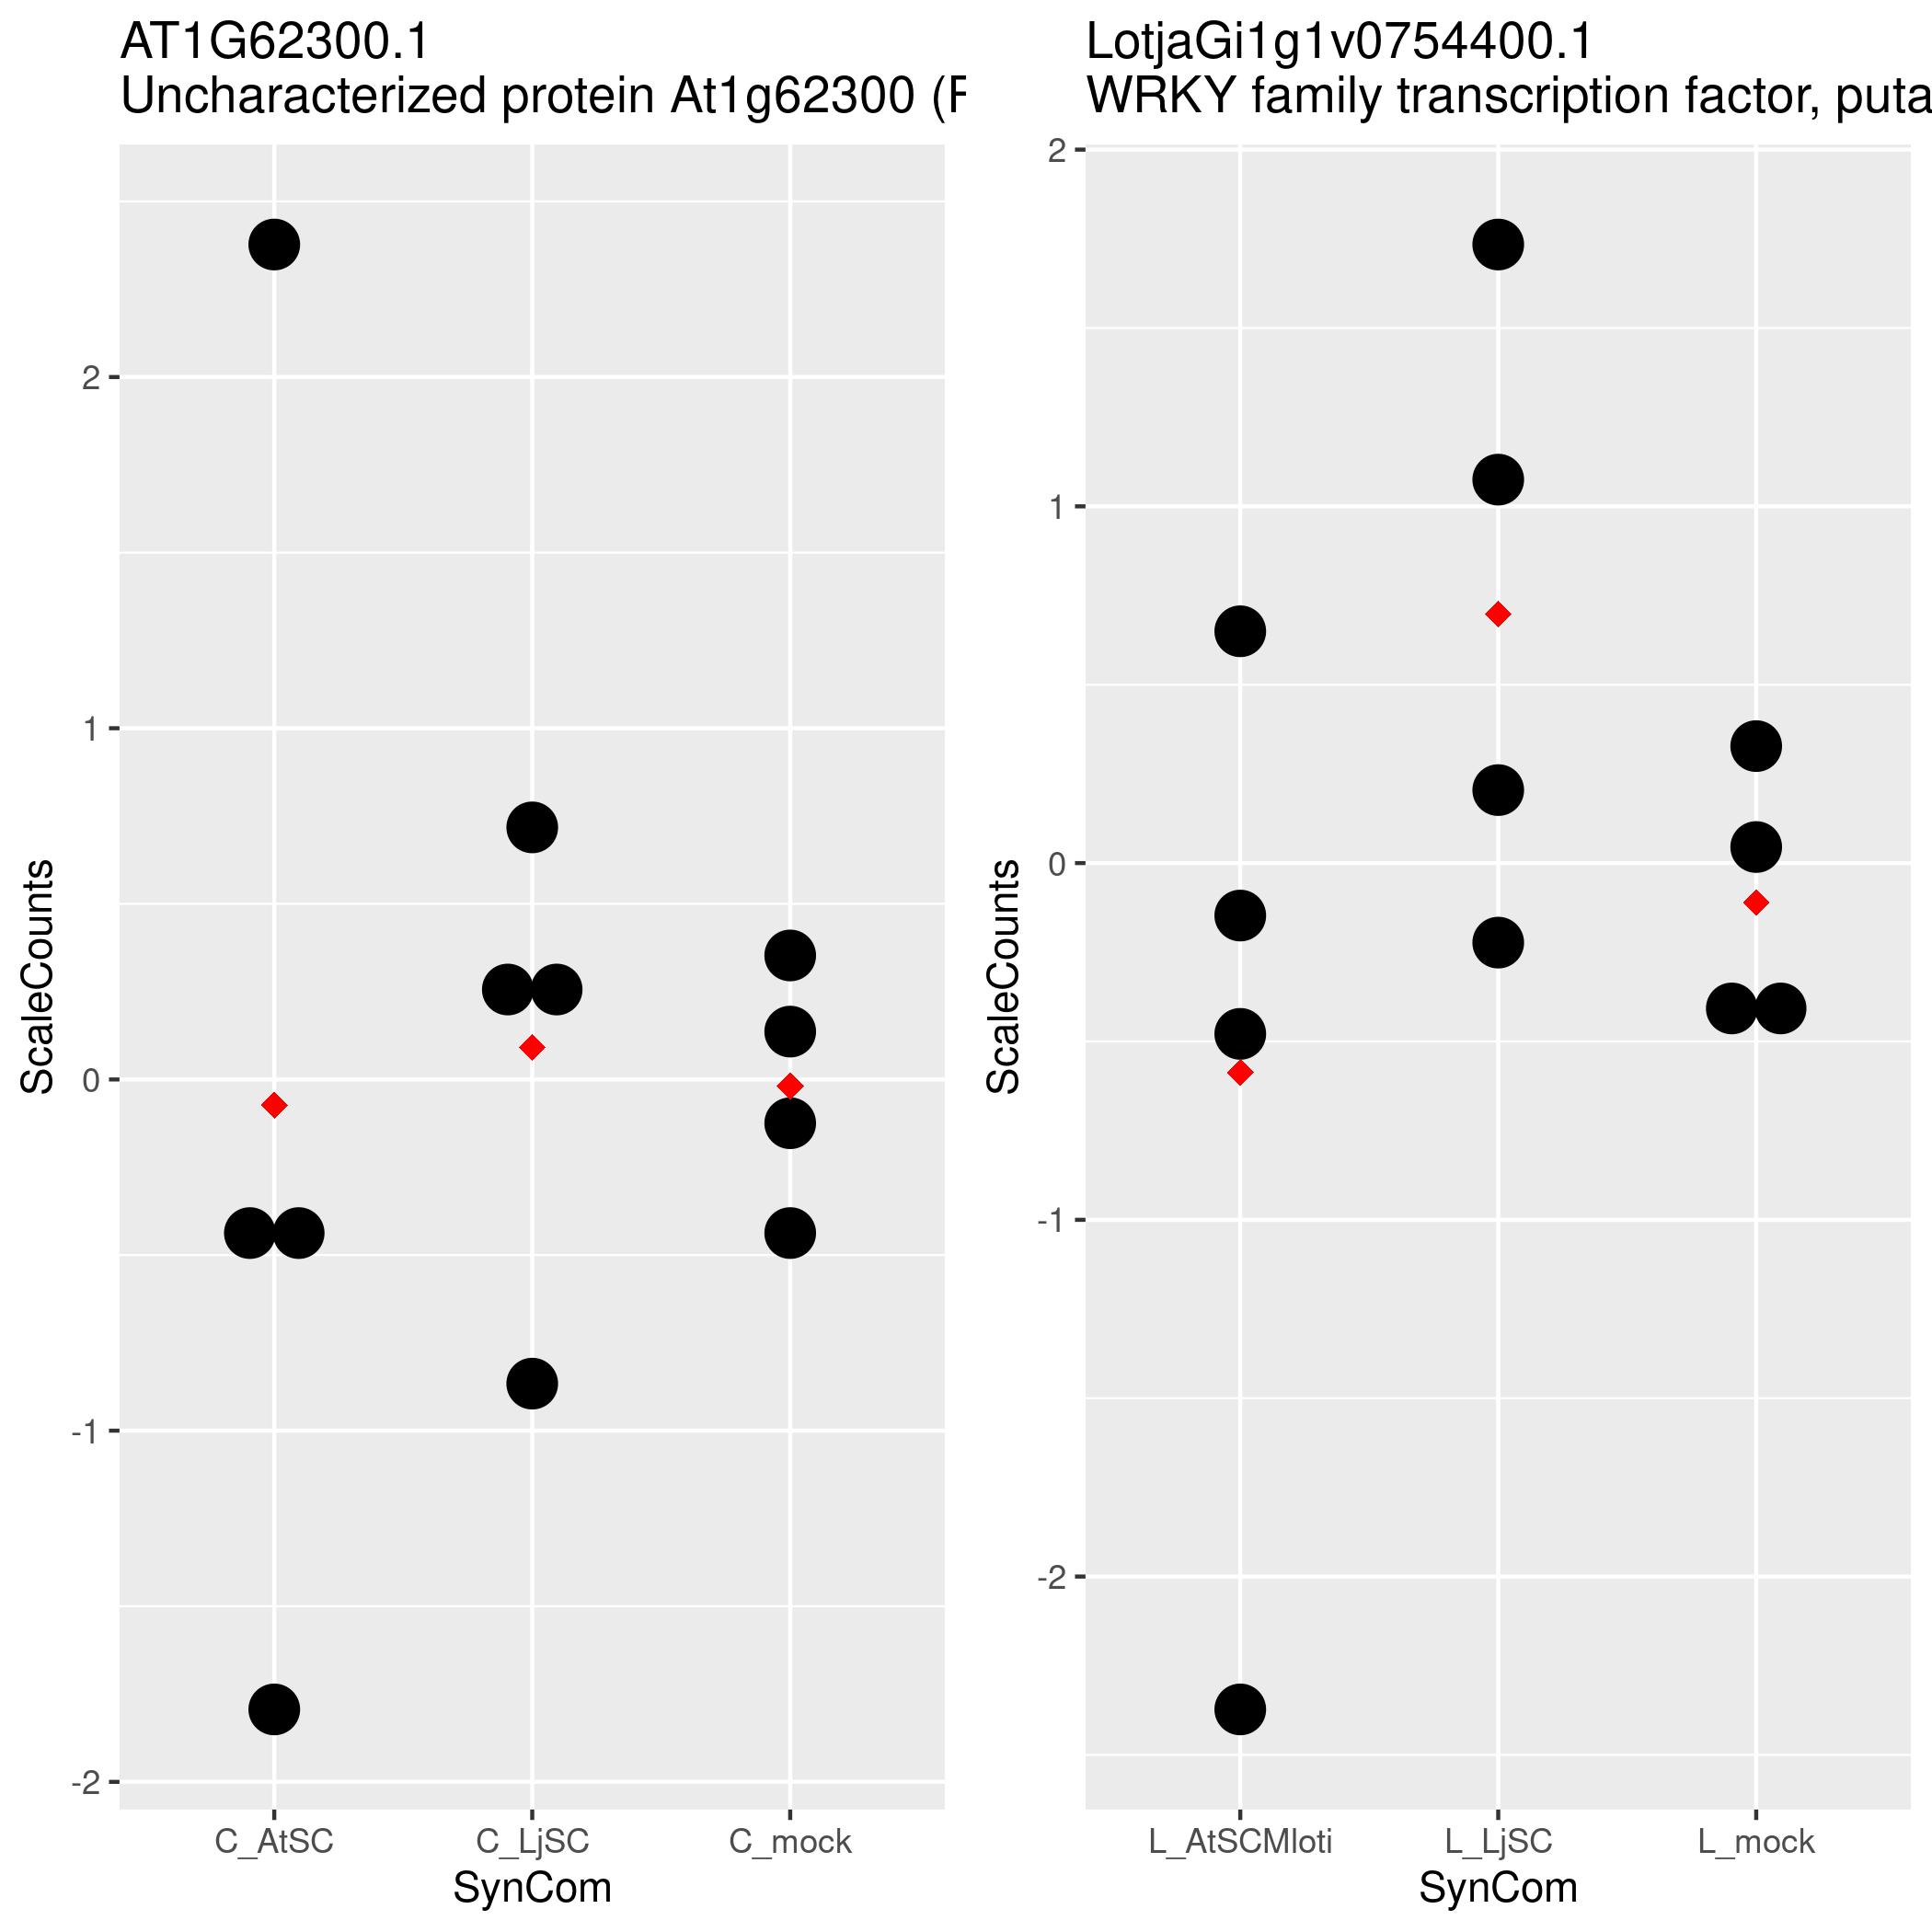 AT1G62300.1
Uncharacterized protein At1g62300 (F
ScaleCounts
2
1
0
-1
-2
C_AtSC C_LjSC C_mock
SynCom
LotjaGi1g1v0754400.1
WRKY family transcription factor, puta
ScaleCounts
2
1
0
-1
-2
L_AtSCMloti L_LjSC L_mock
SynCom